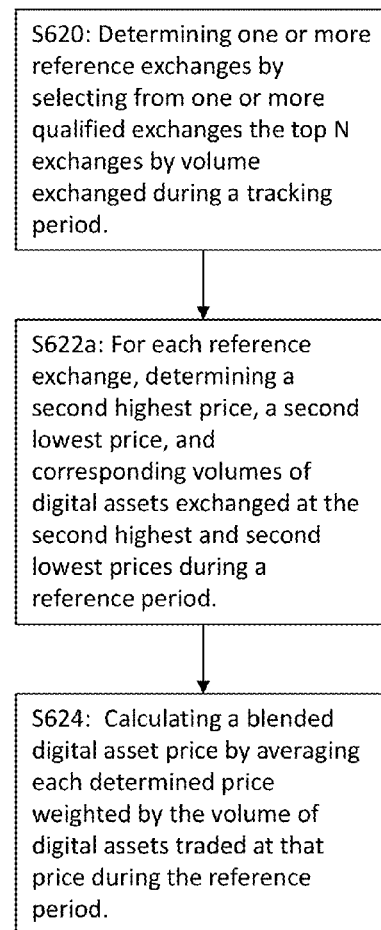 S620: Determining one or more
reference exchanges by
selecting from one or more
qualified exchanges the top N
exchanges by volume
exchanged during a tracking
period.
S622a: For each reference
exchange, determining a
second highest price, a second
lowest price, and
corresponding volumes of
digital assets exchanged at the
second highest and second
lowest prices during a
reference period.
S624:  Calculating a blended
digital asset price by averaging
each determined price
weighted by the volume of
digital assets traded at that
price during the reference
period.